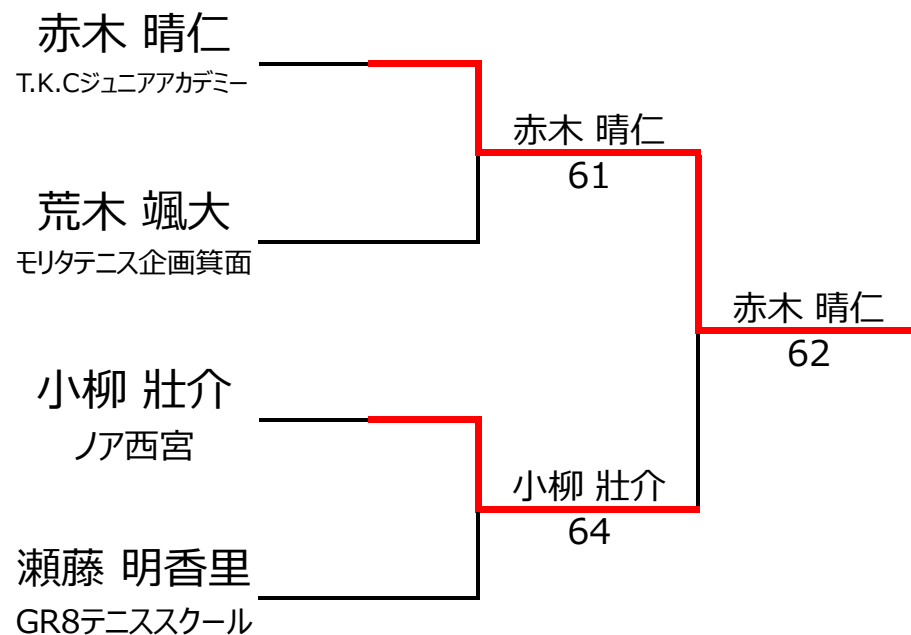 赤木 晴仁
T.K.Cジュニアアカデミー
赤木 晴仁
61
荒木 颯大
モリタテニス企画箕面
赤木 晴仁
62
小柳 壯介
ノア西宮
小柳 壯介
64
瀬藤 明香里
GR8テニススクール